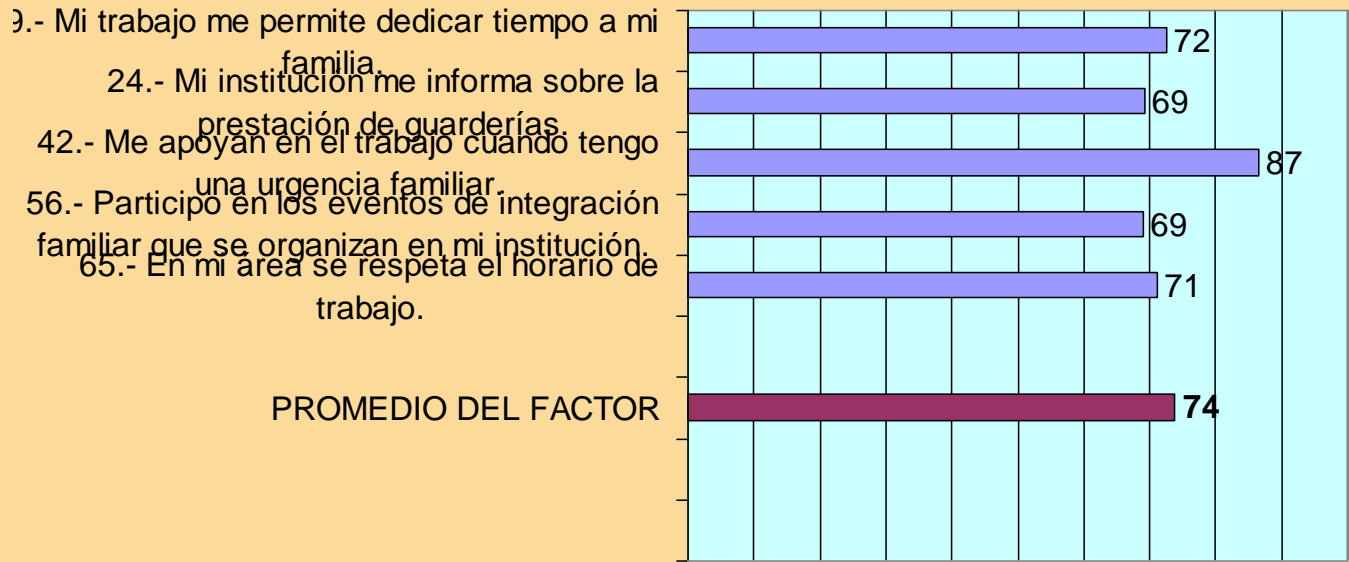 9.- Mi trabajo me permite dedicar tiempo a mi
familia.
72
24.- Mi institución me informa sobre la
prestación de guarderías.
69
42.- Me apoyan en el trabajo cuando tengo
una urgencia familiar.
87
56.- Participo en los eventos de integración
familiar que se organizan en mi institución.
69
65.- En mi área se respeta el horario de
trabajo.
71
PROMEDIO DEL FACTOR
74